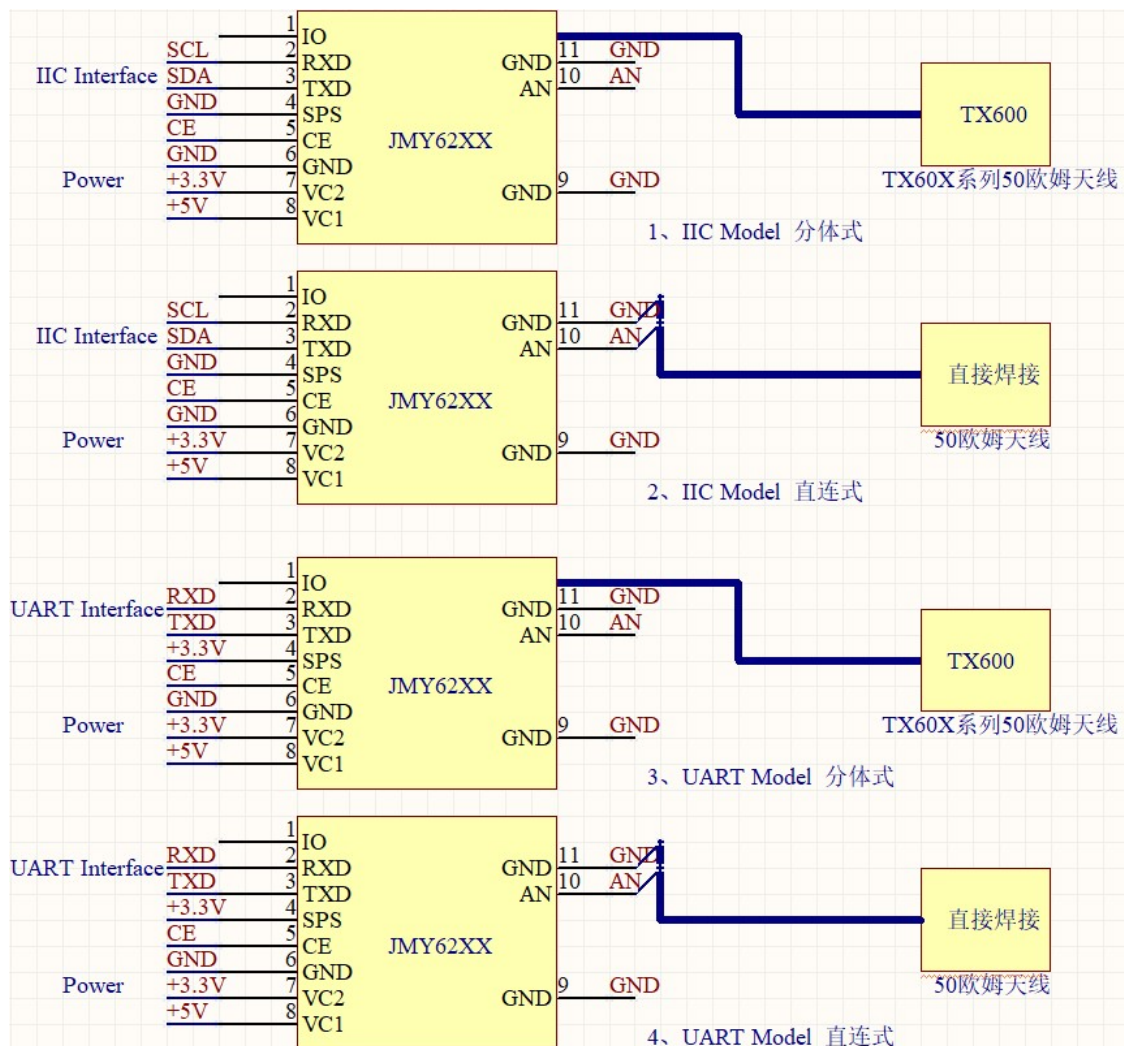 1 IO
SCL 2 RXD GND 11 GND
IIC Interface SDA 3 TXD AN 10 AN
GND 4 SPS TX600
CE 5 CE JMY62XX
GND 6 GND
Power +3.3V 7 VC2 GND 9 GND TX60X系列50欧姆天线
+5V 8 VC1
1、IIC Model 分体式
1 IO
SCL 2 RXD GND 11 GND
IIC Interface SDA 3 TXD AN 10 AN
GND 4 SPS 直接焊接
CE 5 CE JMY62XX
GND 6 GND
Power +3.3V 7 VC2 GND 9 GND 50欧姆天线
+5V 8 VC1
2、IIC Model 直连式
1 IO
UART Interface RXD 2 RXD GND 11 GND
TXD 3 TXD AN 10 AN
+3.3V 4 SPS TX600
CE 5 CE JMY62XX
GND 6 GND
Power +3.3V 7 VC2 GND 9 GND TX60X系列50欧姆天线
+5V 8 VC1
3、UART Model 分体式
1 IO
UART Interface RXD 2 RXD GND 11 GND
TXD 3 TXD AN 10 AN
+3.3V 4 SPS 直接焊接
CE 5 CE JMY62XX
GND 6 GND
Power +3.3V 7 VC2 GND 9 GND 50欧姆天线
+5V 8 VC1
4、UART Model 直连式